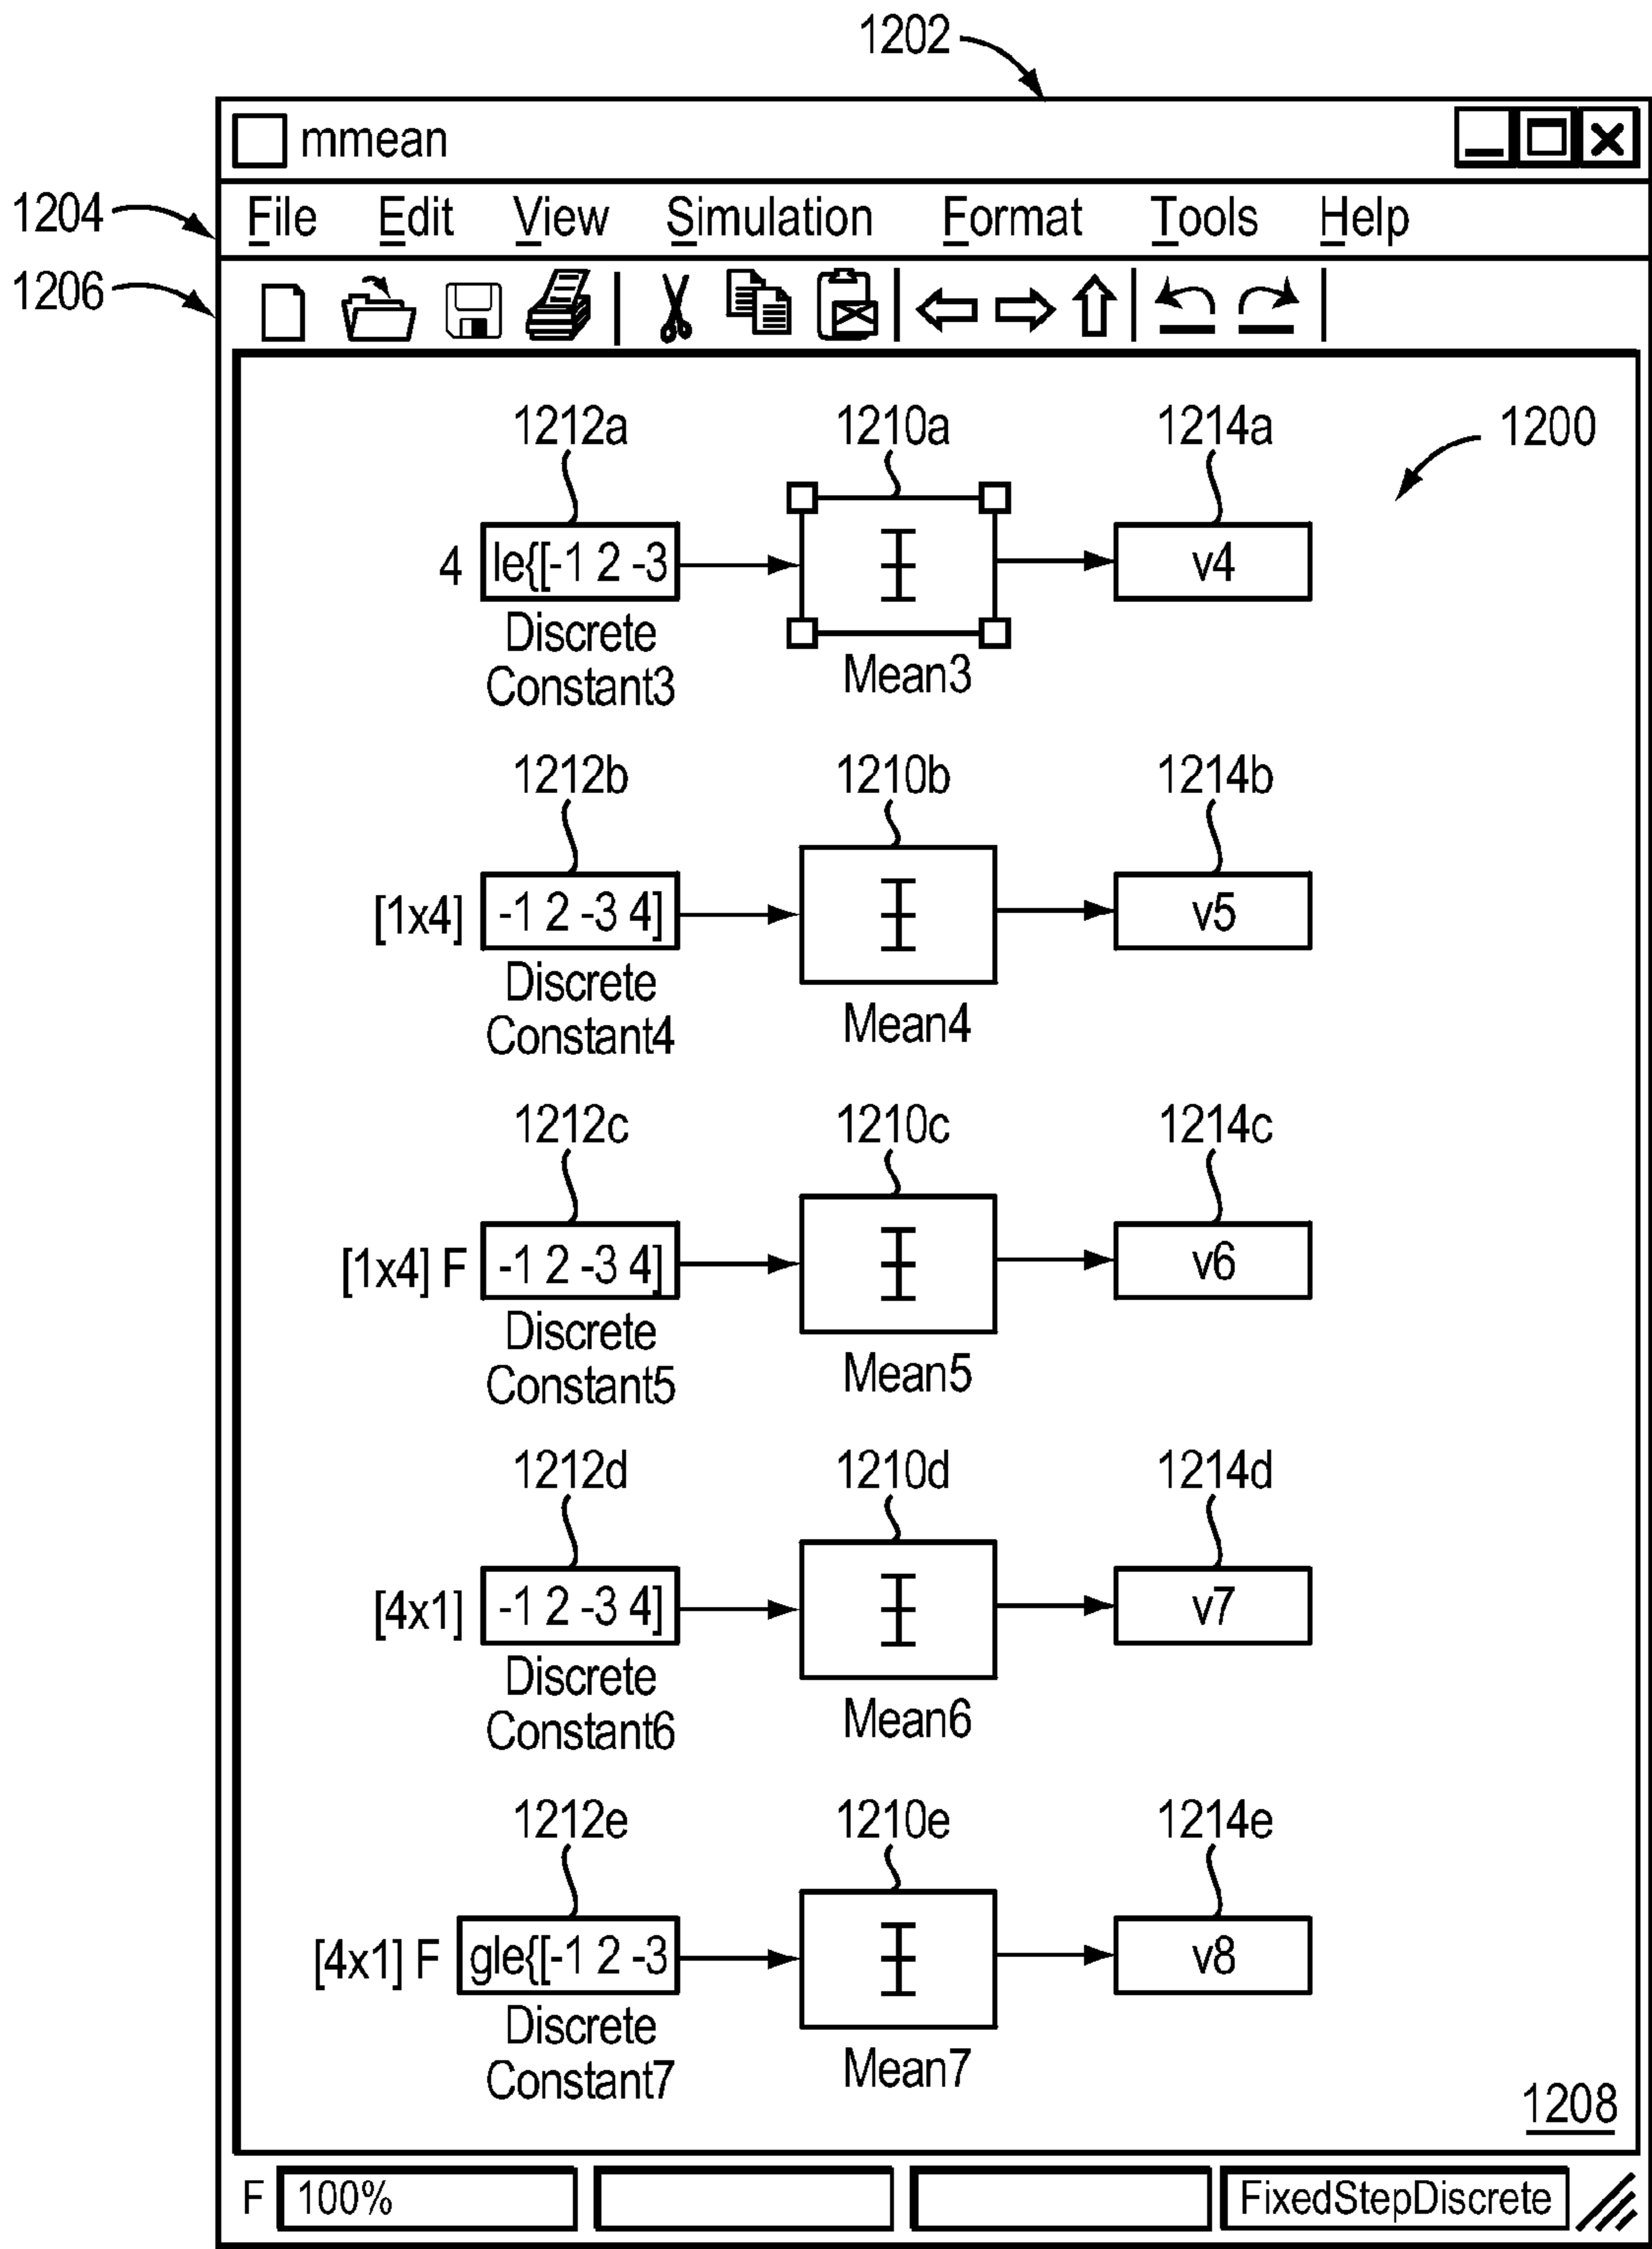 1202
mmean
1204
File Edit View Simulation Format Tools Help
1206
1212a 1210a 1214a 1200
4 le{[-1 2 -3 v4
Discrete
Constant3 Mean3
1212b 1210b 1214b
[1x4] -1 2 -3 4] v5
Discrete
Constant4 Mean4
1212c 1210c 1214c
[1x4] F -1 2 -3 4] v6
Discrete
Constant5 Mean5
1212d 1210d 1214d
[4x1] -1 2 -3 4] v7
Discrete
Constant6 Mean6
1212e 1210e 1214e
[4x1] F gle{[-1 2 -3 v8
Discrete
Constant7 Mean7
1208
F 100% FixedStepDiscrete